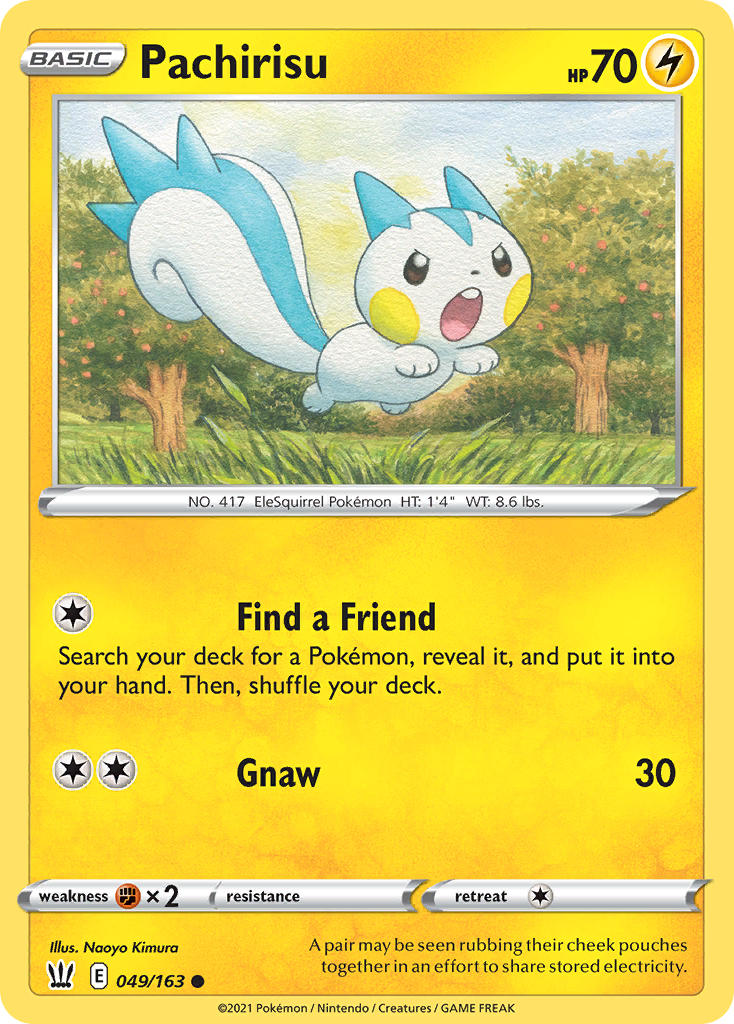 BASIC Pachirisu HP70
NO. 417 EleSquirrel Pokémon HT: 1'4" WT: 8.6 lbs.
Find a Friend
Search your deck for a Pokémon, reveal it, and put it into
your hand. Then, shuffle your deck.
Gnaw 30
weakness ×2 resistance retreat
Illus. Naoyo Kimura
E 049/163
A pair may be seen rubbing their cheek pouches
together in an effort to share stored electricity.
©2021 Pokémon / Nintendo / Creatures / GAME FREAK